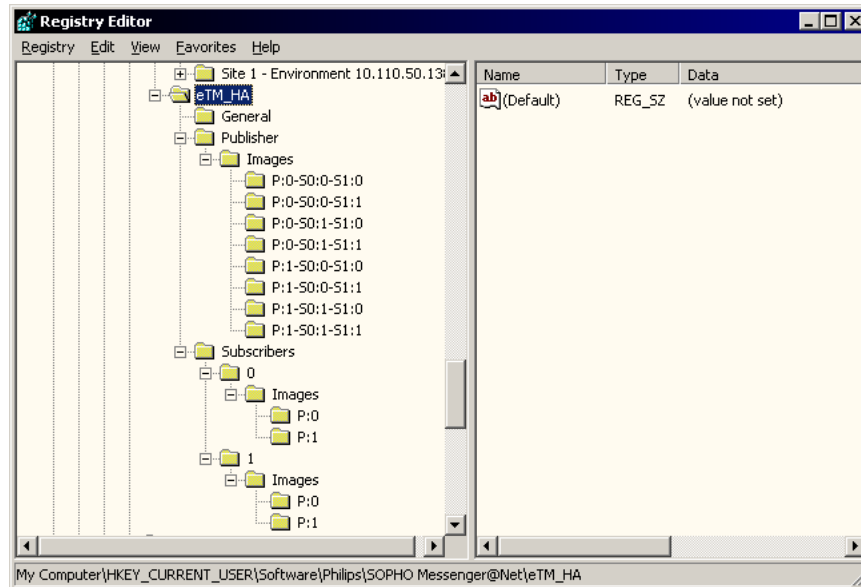 Registry Editor
Registry Edit View Favorites Help
Site 1 - Environment 10.110.50.13
Name Type Data
eTM_HA
(Default) REG_SZ (value not set)
General
Publisher
Images
P:0-S0:0-S1:0
P:0-S0:0-S1:1
P:0-S0:1-S1:0
P:0-S0:1-S1:1
P:1-S0:0-S1:0
P:1-S0:0-S1:1
P:1-S0:1-S1:0
P:1-S0:1-S1:1
Subscribers
0
Images
P:0
P:1
1
Images
P:0
P:1
My Computer\HKEY_CURRENT_USER\Software\Philips\SOPHO Messenger@Net\eTM_HA